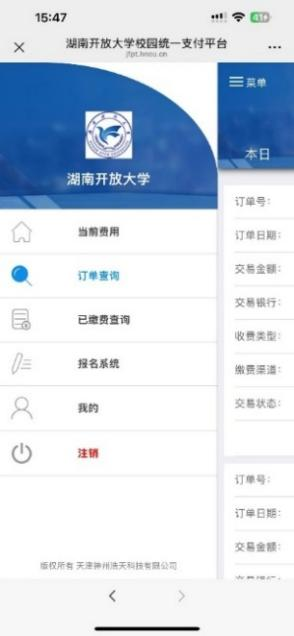 15:47
湖南开放大学校园统一支付平台
jfpt.hnou.cn
菜单
本日
湖南开放大学
当前费用
订单查询
已缴费查询
报名系统
我的
注销
订单号:
订单日期:
交易金额:
交易银行:
收费类型:
缴费渠道:
交易状态:
订单号:
订单日期:
交易金额:
版权所有 天津神州浩天科技有限公司